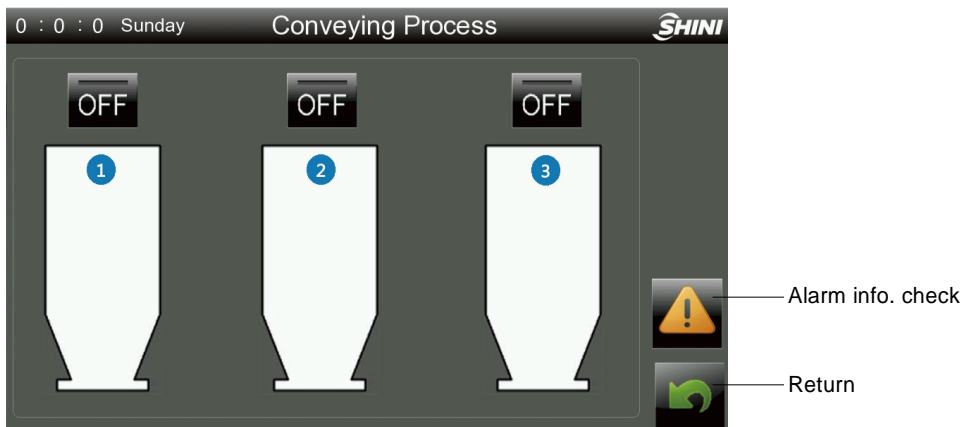 0 : 0 : 0 Sunday Conveying Process SHINI
OFF OFF OFF
1 2 3
Alarm info. check
Return